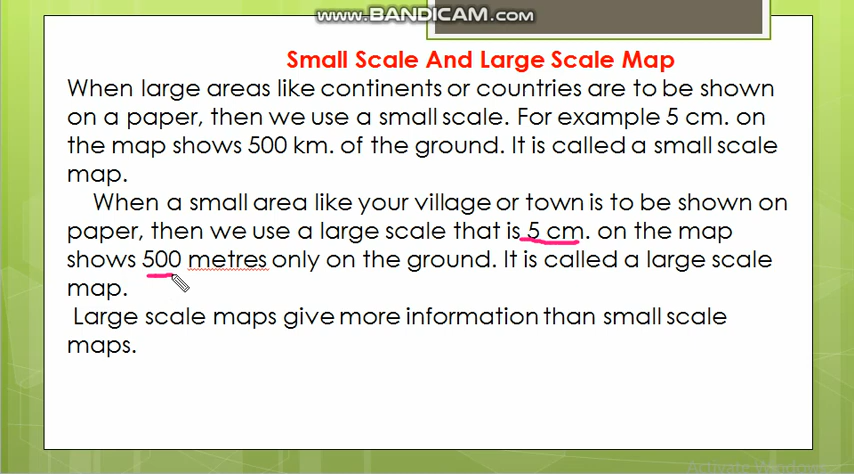 www.BANDICAM.com
Small Scale And Large Scale Map
When large areas like continents or countries are to be shown
on a paper, then we use a small scale. For example 5 cm. on
the map shows 500 km. of the ground. It is called a small scale
map.
When a small area like your village or town is to be shown on
paper, then we use a large scale that is 5 cm. on the map
shows 500 metres only on the ground. It is called a large scale
map.
Large scale maps give more information than small scale
maps.
Activate Windows